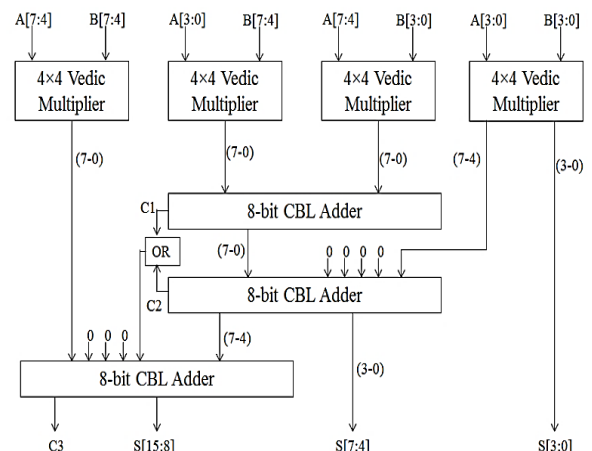 A[7:4] B[7:4] A[3:0] B[7:4] A[7:4] B[3:0] A[3:0] B[3:0]
4×4 Vedic Multiplier
4×4 Vedic Multiplier
4×4 Vedic Multiplier
4×4 Vedic Multiplier
(7-0) (7-0) (7-0) (7-4) (3-0)
C1 8-bit CBL Adder
OR (7-0) 0 0 0 0
C2 8-bit CBL Adder
0 0 0 (7-4) (3-0)
8-bit CBL Adder
C3 S[15:8] S[7:4] S[3:0]